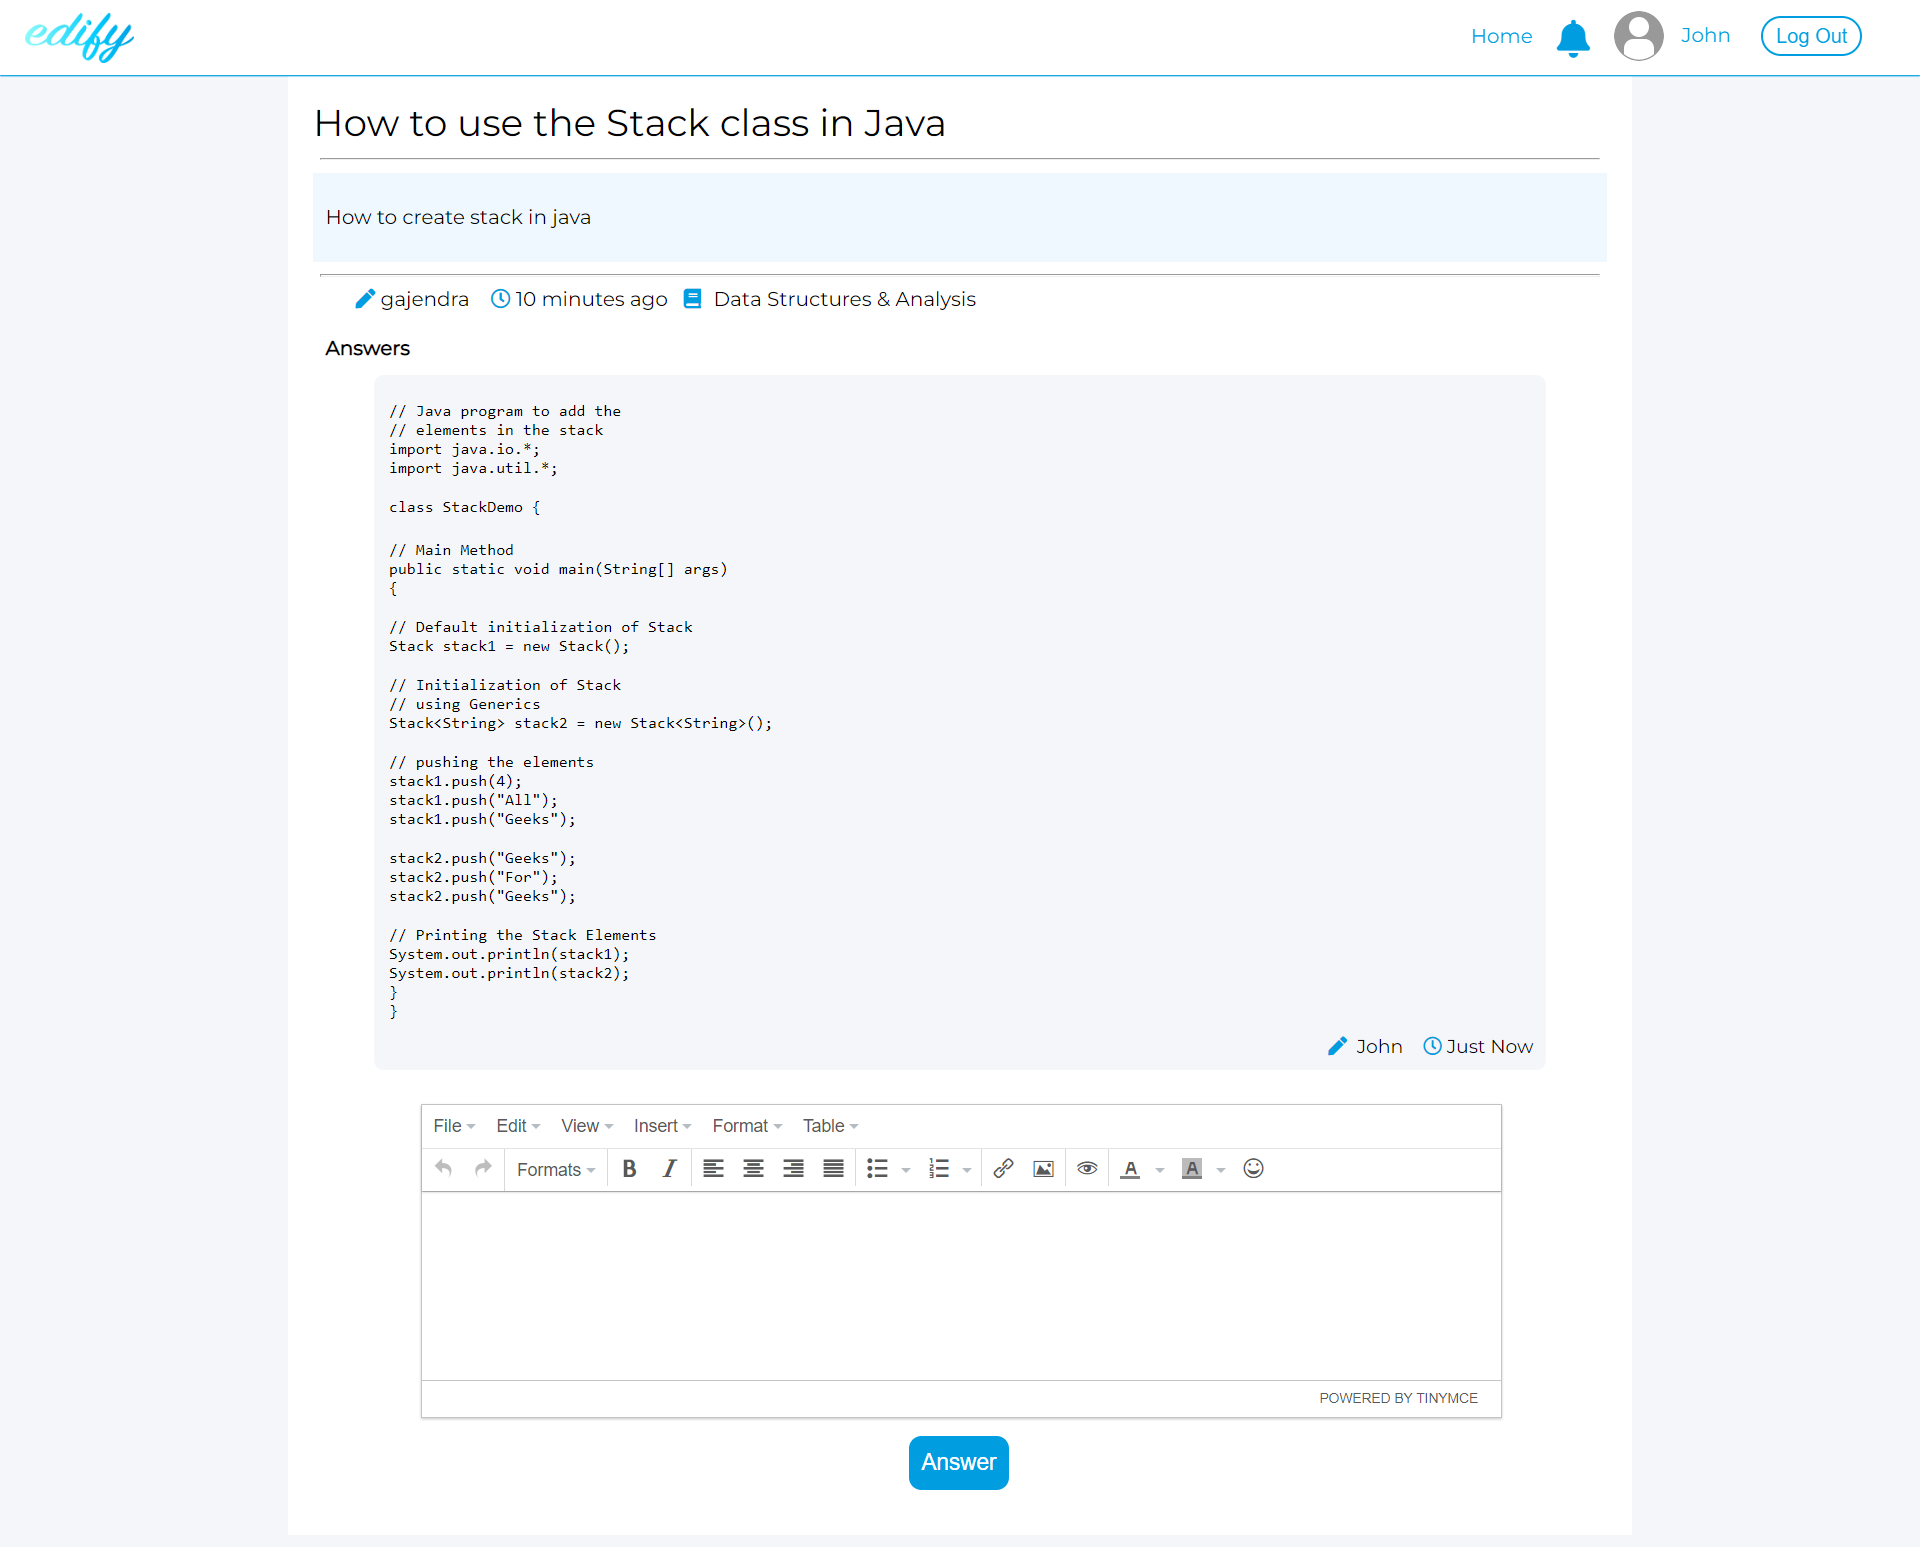 edify
Home
John
Log Out
How to use the Stack class in Java
How to create stack in java
gajendra 10 minutes ago Data Structures & Analysis
Answers
// Java program to add the
// elements in the stack
import java.io.*;
import java.util.*;
class StackDemo {
// Main Method
public static void main(String[] args)
{
// Default initialization of Stack
Stack stack1 = new Stack();
// Initialization of Stack
// using Generics
Stack<String> stack2 = new Stack<String>();
// pushing the elements
stack1.push(4);
stack1.push("All");
stack1.push("Geeks");
stack2.push("Geeks");
stack2.push("For");
stack2.push("Geeks");
// Printing the Stack Elements
System.out.println(stack1);
System.out.println(stack2);
}
}
John Just Now
File Edit View Insert Format Table
Formats B I A A
POWERED BY TINYMCE
Answer